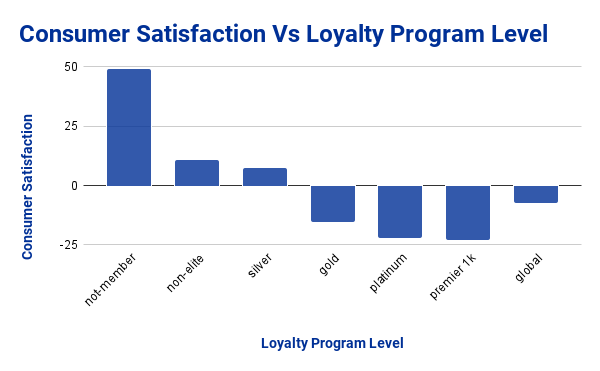 Consumer Satisfaction Vs Loyalty Program Level
Consumer Satisfaction
50
25
0
-25
not-member
non-elite
silver
gold
platinum
premier 1k
global
Loyalty Program Level